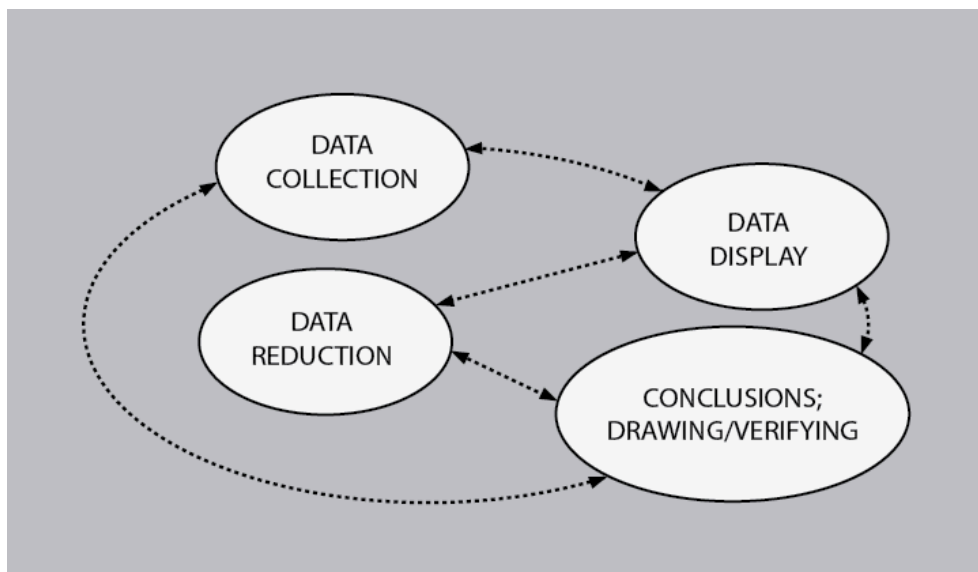 DATA
COLLECTION
DATA
DISPLAY
DATA
REDUCTION
CONCLUSIONS;
DRAWING/VERIFYING